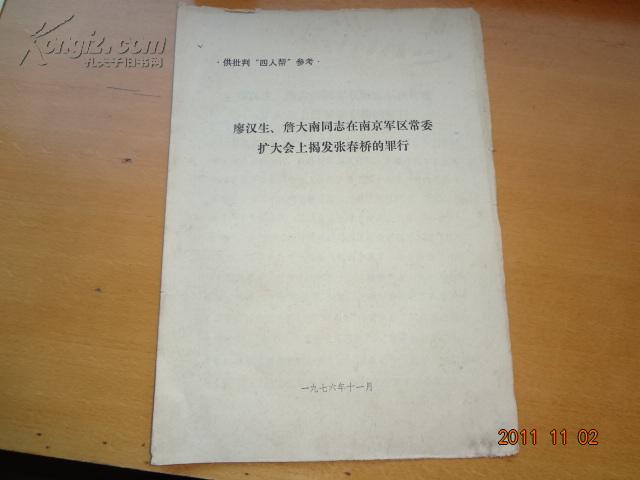 Kongfz.com
孔夫子旧书网
·供批判“四人帮”参考·
廖汉生、詹大南同志在南京军区常委
扩大会上揭发张春桥的罪行
一九七六年十一月
2011 11 02